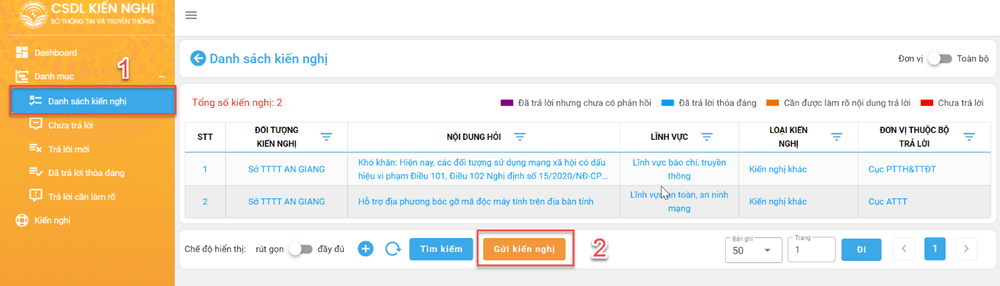 CSDL KIẾN NGHỊ
BỘ THÔNG TIN VÀ TRUYỀN THÔNG
Dashboard
Danh mục
1
Danh sách kiến nghị
Chưa trả lời
Trả lời mới
Đã trả lời thỏa đáng
Trả lời cần làm rõ
Kiến nghị
Danh sách kiến nghị
Đơn vị Toàn bộ
Tổng số kiến nghị: 2
Đã trả lời nhưng chưa có phản hồi Đã trả lời thỏa đáng Cần được làm rõ nội dung trả lời Chưa trả lời
STT ĐỐI TƯỢNG KIẾN NGHỊ NỘI DUNG HỎI LĨNH VỰC LOẠI KIẾN NGHỊ ĐƠN VỊ THUỘC BỘ TRẢ LỜI
1 Sở TTTT AN GIANG Khó khăn: Hiện nay, các đối tượng sử dụng mạng xã hội có dấu hiệu vi phạm Điều 101, Điều 102 Nghị định số 15/2020/NĐ-CP... Lĩnh vực báo chí, truyền thông Kiến nghị khác Cục PTTH&TTĐT
2 Sở TTTT AN GIANG Hỗ trợ địa phương bóc gỡ mã độc máy tính trên địa bàn tỉnh Lĩnh vực an toàn, an ninh mạng Kiến nghị khác Cục ATTT
Chế độ hiển thị: rút gọn đầy đủ Tìm kiếm Gửi kiến nghị 2
Bản ghi
50
Trang
1
Đi
1